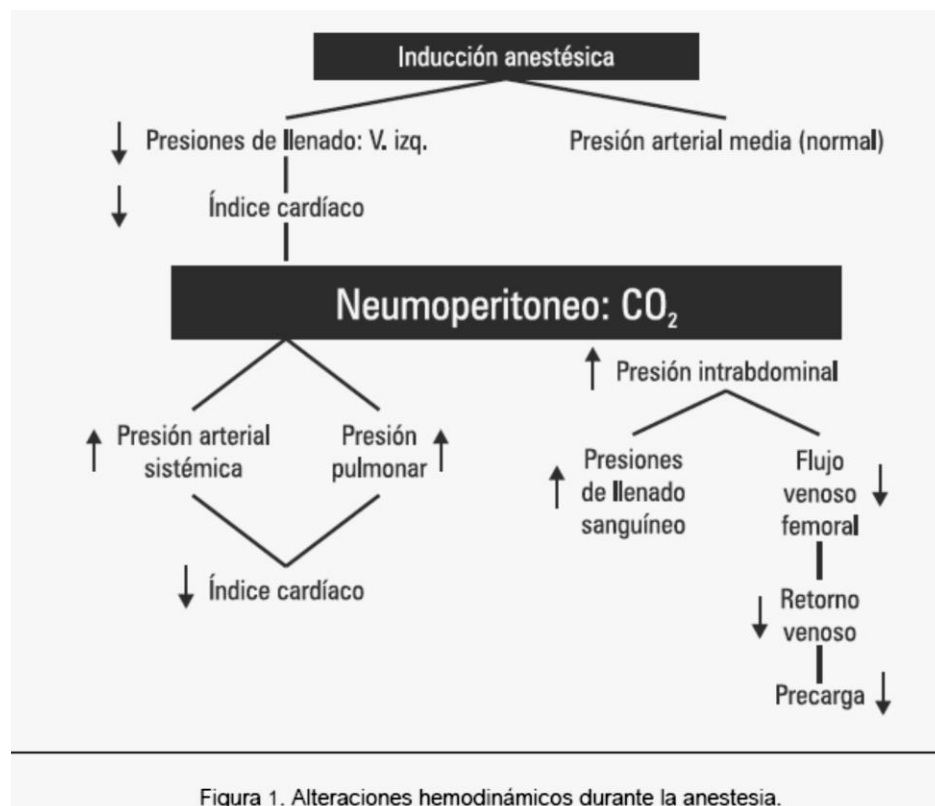 Inducción anestésica
Presiones de llenado: V. izq.
Presión arterial media (normal)
Índice cardíaco
Neumoperitoneo: CO₂
Presión intrabdominal
Presión arterial
sistémica
Presión
pulmonar
Presiones
de llenado
sanguíneo
Flujo
venoso
femoral
Índice cardíaco
Retorno
venoso
Precarga
Figura 1. Alteraciones hemodinámicos durante la anestesia.